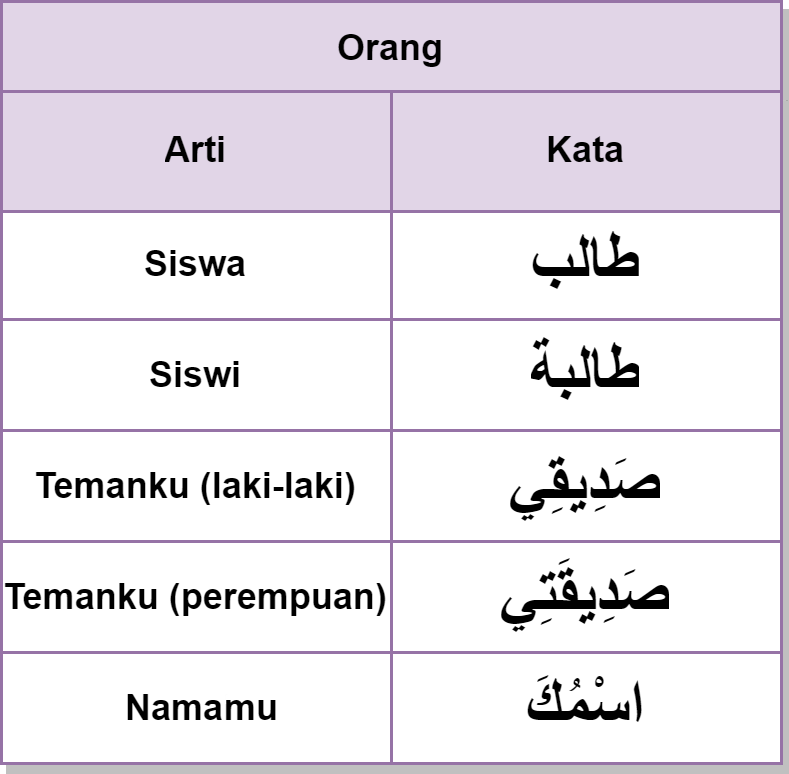 Orang
Arti Kata
Siswa طالب
Siswi طالبة
Temanku (laki-laki) صَدِيقِي
Temanku (perempuan) صَدِيقَتِي
Namamu اسْمُكَ